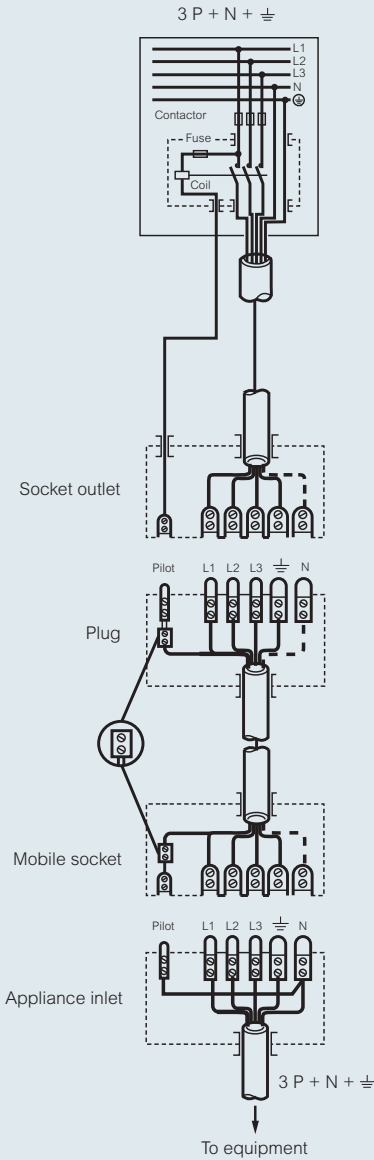 3 P + N + ⏚
L1
L2
L3
N
Contactor
Fuse
Coil
Socket outlet
Pilot L1 L2 L3 ⏚ N
Plug
Mobile socket
Pilot L1 L2 L3 ⏚ N
Appliance inlet
3 P + N + ⏚
To equipment